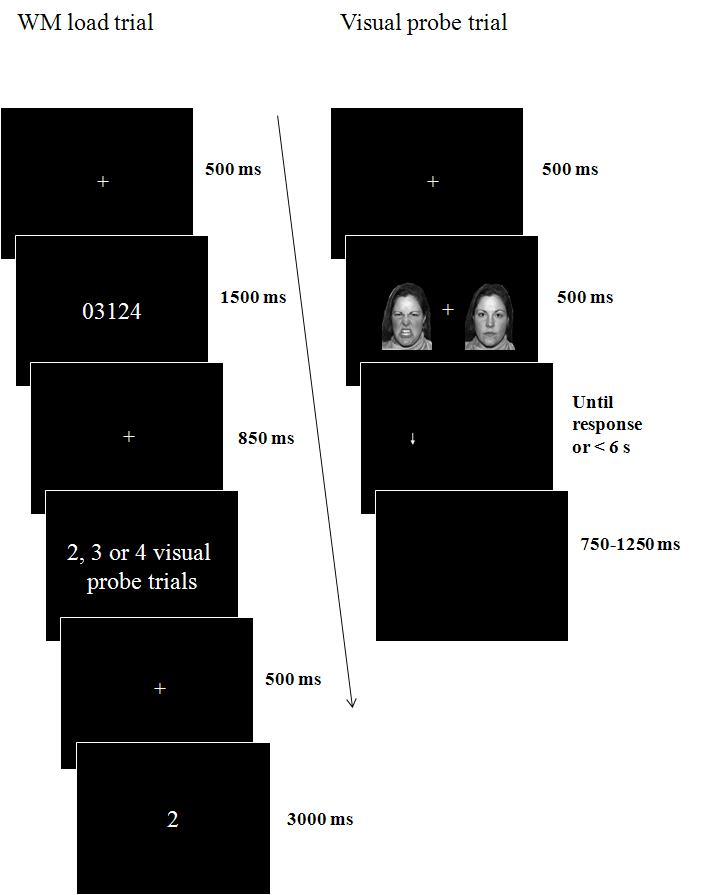 WM load trial
+
500 ms
03124
1500 ms
+
850 ms
2, 3 or 4 visual
probe trials
+
500 ms
2
3000 ms
Visual probe trial
+
500 ms
+
500 ms
Until
response
or < 6 s
750-1250 ms